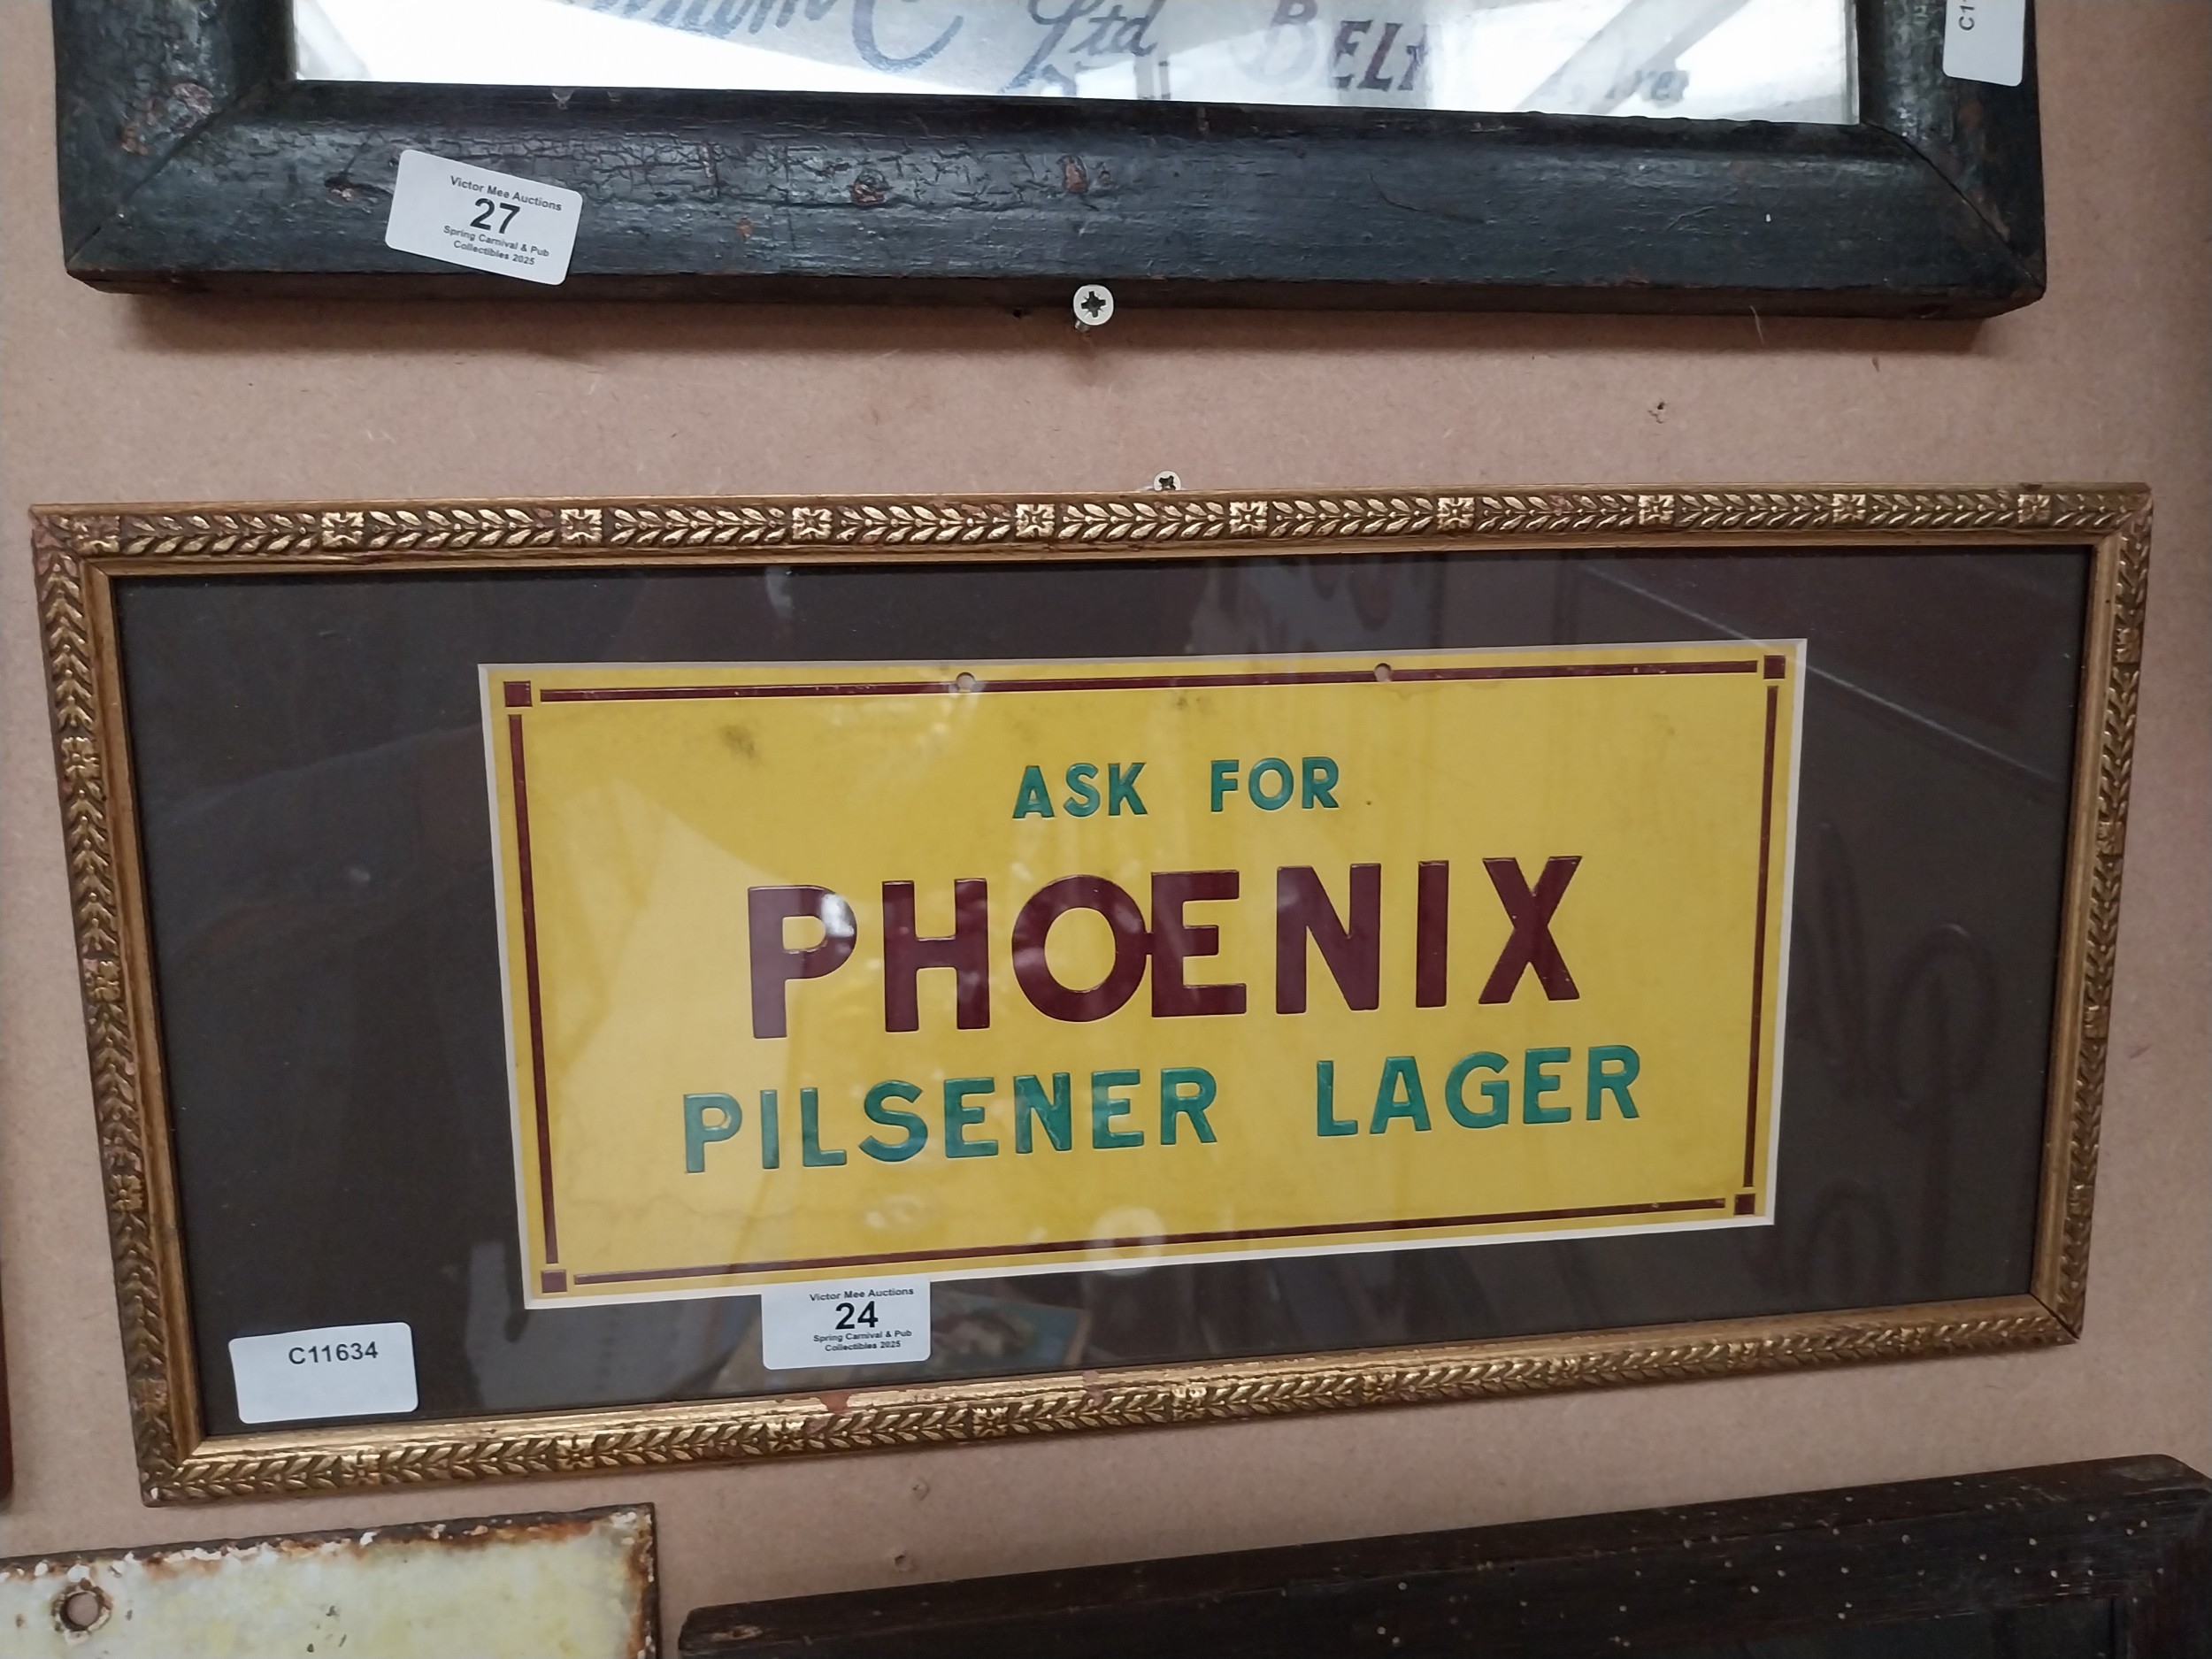 Ltd
Victor Mee Auctions
27
Spring Carnival & Pub
Collectibles 2025
ASK FOR
PHŒNIX
PILSENER LAGER
Victor Mee Auctions
24
Spring Carnival & Pub
Collectibles 2025
C11634